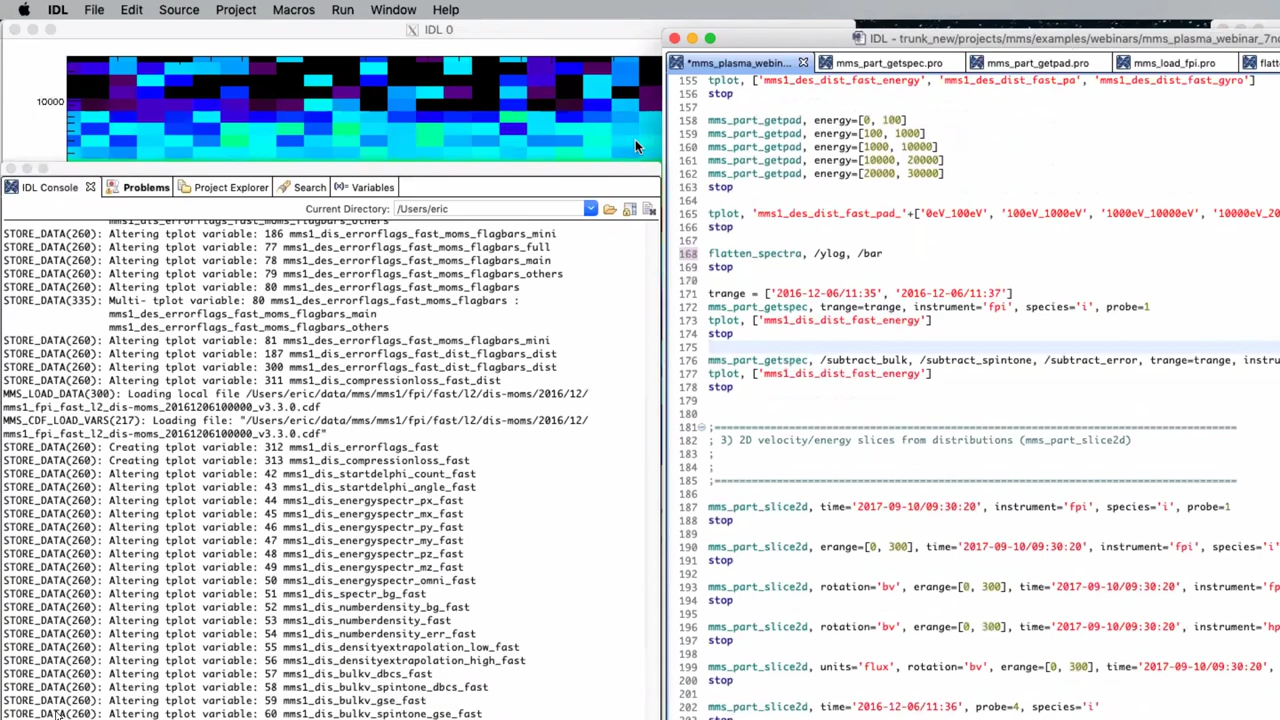 IDL File Edit Source Project Macros Run Window Help
IDL 0
10000
IDL Console Problems Project Explorer Search (x)= Variables
Current Directory: /Users/eric
mms1_dis_errorflags_fast_moms_flagbars_others
STORE_DATA(260): Altering tplot variable: 186 mms1_dis_errorflags_fast_moms_flagbars_mini
STORE_DATA(260): Altering tplot variable: 77 mms1_des_errorflags_fast_moms_flagbars_full
STORE_DATA(260): Altering tplot variable: 78 mms1_des_errorflags_fast_moms_flagbars_main
STORE_DATA(260): Altering tplot variable: 79 mms1_des_errorflags_fast_moms_flagbars_others
STORE_DATA(260): Altering tplot variable: 80 mms1_des_errorflags_fast_moms_flagbars
STORE_DATA(335): Multi- tplot variable: 80 mms1_des_errorflags_fast_moms_flagbars :
mms1_des_errorflags_fast_moms_flagbars_main
mms1_des_errorflags_fast_moms_flagbars_others
STORE_DATA(260): Altering tplot variable: 81 mms1_des_errorflags_fast_moms_flagbars_mini
STORE_DATA(260): Altering tplot variable: 187 mms1_dis_errorflags_fast_flagbars_dist
STORE_DATA(260): Altering tplot variable: 300 mms1_des_errorflags_fast_flagbars_dist
STORE_DATA(260): Altering tplot variable: 311 mms1_dis_compressionloss_fast_dist
MMS_LOAD_DATA(300): Loading local file /Users/eric/data/mms/mms1/fpi/fast/l2/dis-moms/2016/12/
mms1_fpi_fast_l2_dis-moms_20161206100000_v3.3.0.cdf
MMS_CDF_LOAD_VARS(217): Loading file: "/Users/eric/data/mms/mms1/fpi/fast/l2/dis-moms/2016/12/
mms1_fpi_fast_l2_dis-moms_20161206100000_v3.3.0.cdf"
STORE_DATA(260): Creating tplot variable: 312 mms1_dis_errorflags_fast
STORE_DATA(260): Creating tplot variable: 313 mms1_dis_compressionloss_fast
STORE_DATA(260): Altering tplot variable: 42 mms1_dis_startdelphi_count_fast
STORE_DATA(260): Altering tplot variable: 43 mms1_dis_startdelphi_angle_fast
STORE_DATA(260): Altering tplot variable: 44 mms1_dis_energyspectr_px_fast
STORE_DATA(260): Altering tplot variable: 45 mms1_dis_energyspectr_mx_fast
STORE_DATA(260): Altering tplot variable: 46 mms1_dis_energyspectr_py_fast
STORE_DATA(260): Altering tplot variable: 47 mms1_dis_energyspectr_my_fast
STORE_DATA(260): Altering tplot variable: 48 mms1_dis_energyspectr_pz_fast
STORE_DATA(260): Altering tplot variable: 49 mms1_dis_energyspectr_mz_fast
STORE_DATA(260): Altering tplot variable: 50 mms1_dis_energyspectr_omni_fast
STORE_DATA(260): Altering tplot variable: 51 mms1_dis_spectr_bg_fast
STORE_DATA(260): Altering tplot variable: 52 mms1_dis_numberdensity_bg_fast
STORE_DATA(260): Altering tplot variable: 53 mms1_dis_numberdensity_fast
STORE_DATA(260): Altering tplot variable: 54 mms1_dis_numberdensity_err_fast
STORE_DATA(260): Altering tplot variable: 55 mms1_dis_densityextrapolation_low_fast
STORE_DATA(260): Altering tplot variable: 56 mms1_dis_densityextrapolation_high_fast
STORE_DATA(260): Altering tplot variable: 57 mms1_dis_bulkv_dbcs_fast
STORE_DATA(260): Altering tplot variable: 58 mms1_dis_bulkv_spintone_dbcs_fast
STORE_DATA(260): Altering tplot variable: 59 mms1_dis_bulkv_gse_fast
STORE_DATA(260): Altering tplot variable: 60 mms1_dis_bulkv_spintone_gse_fast
IDL - trunk_new/projects/mms/examples/webinars/mms_plasma_webinar_7no
*mms_plasma_webin... mms_part_getspec.pro mms_part_getpad.pro mms_load_fpi.pro flatt
155 tplot, ['mms1_des_dist_fast_energy', 'mms1_des_dist_fast_pa', 'mms1_des_dist_fast_gyro']
156 stop
157
158 mms_part_getpad, energy=[0, 100]
159 mms_part_getpad, energy=[100, 1000]
160 mms_part_getpad, energy=[1000, 10000]
161 mms_part_getpad, energy=[10000, 20000]
162 mms_part_getpad, energy=[20000, 30000]
163 stop
164
165 tplot, 'mms1_des_dist_fast_pad_'+['0eV_100eV', '100eV_1000eV', '1000eV_10000eV', '10000eV_20
166 stop
167
168 flatten_spectra, /ylog, /bar
169 stop
170
171 trange = ['2016-12-06/11:35', '2016-12-06/11:37']
172 mms_part_getspec, trange=trange, instrument='fpi', species='i', probe=1
173 tplot, ['mms1_dis_dist_fast_energy']
174 stop
175
176 mms_part_getspec, /subtract_bulk, /subtract_spintone, /subtract_error, trange=trange, instru
177 tplot, ['mms1_dis_dist_fast_energy']
178 stop
179
180
181 ;==============================================================================
182 ; 3) 2D velocity/energy slices from distributions (mms_part_slice2d)
183 ;
184 ;
185 ;==============================================================================
186
187 mms_part_slice2d, time='2017-09-10/09:30:20', instrument='fpi', species='i', probe=1
188 stop
189
190 mms_part_slice2d, erange=[0, 300], time='2017-09-10/09:30:20', instrument='fpi', species='i'
191 stop
192
193 mms_part_slice2d, rotation='bv', erange=[0, 300], time='2017-09-10/09:30:20', instrument='fp
194 stop
195
196 mms_part_slice2d, rotation='bv', erange=[0, 300], time='2017-09-10/09:30:20', instrument='hp
197 stop
198
199 mms_part_slice2d, units='flux', rotation='bv', erange=[0, 300], time='2017-09-10/09:30:20',
200 stop
201
202 mms_part_slice2d, time='2016-12-06/11:36', probe=4, species='i'
203 stop